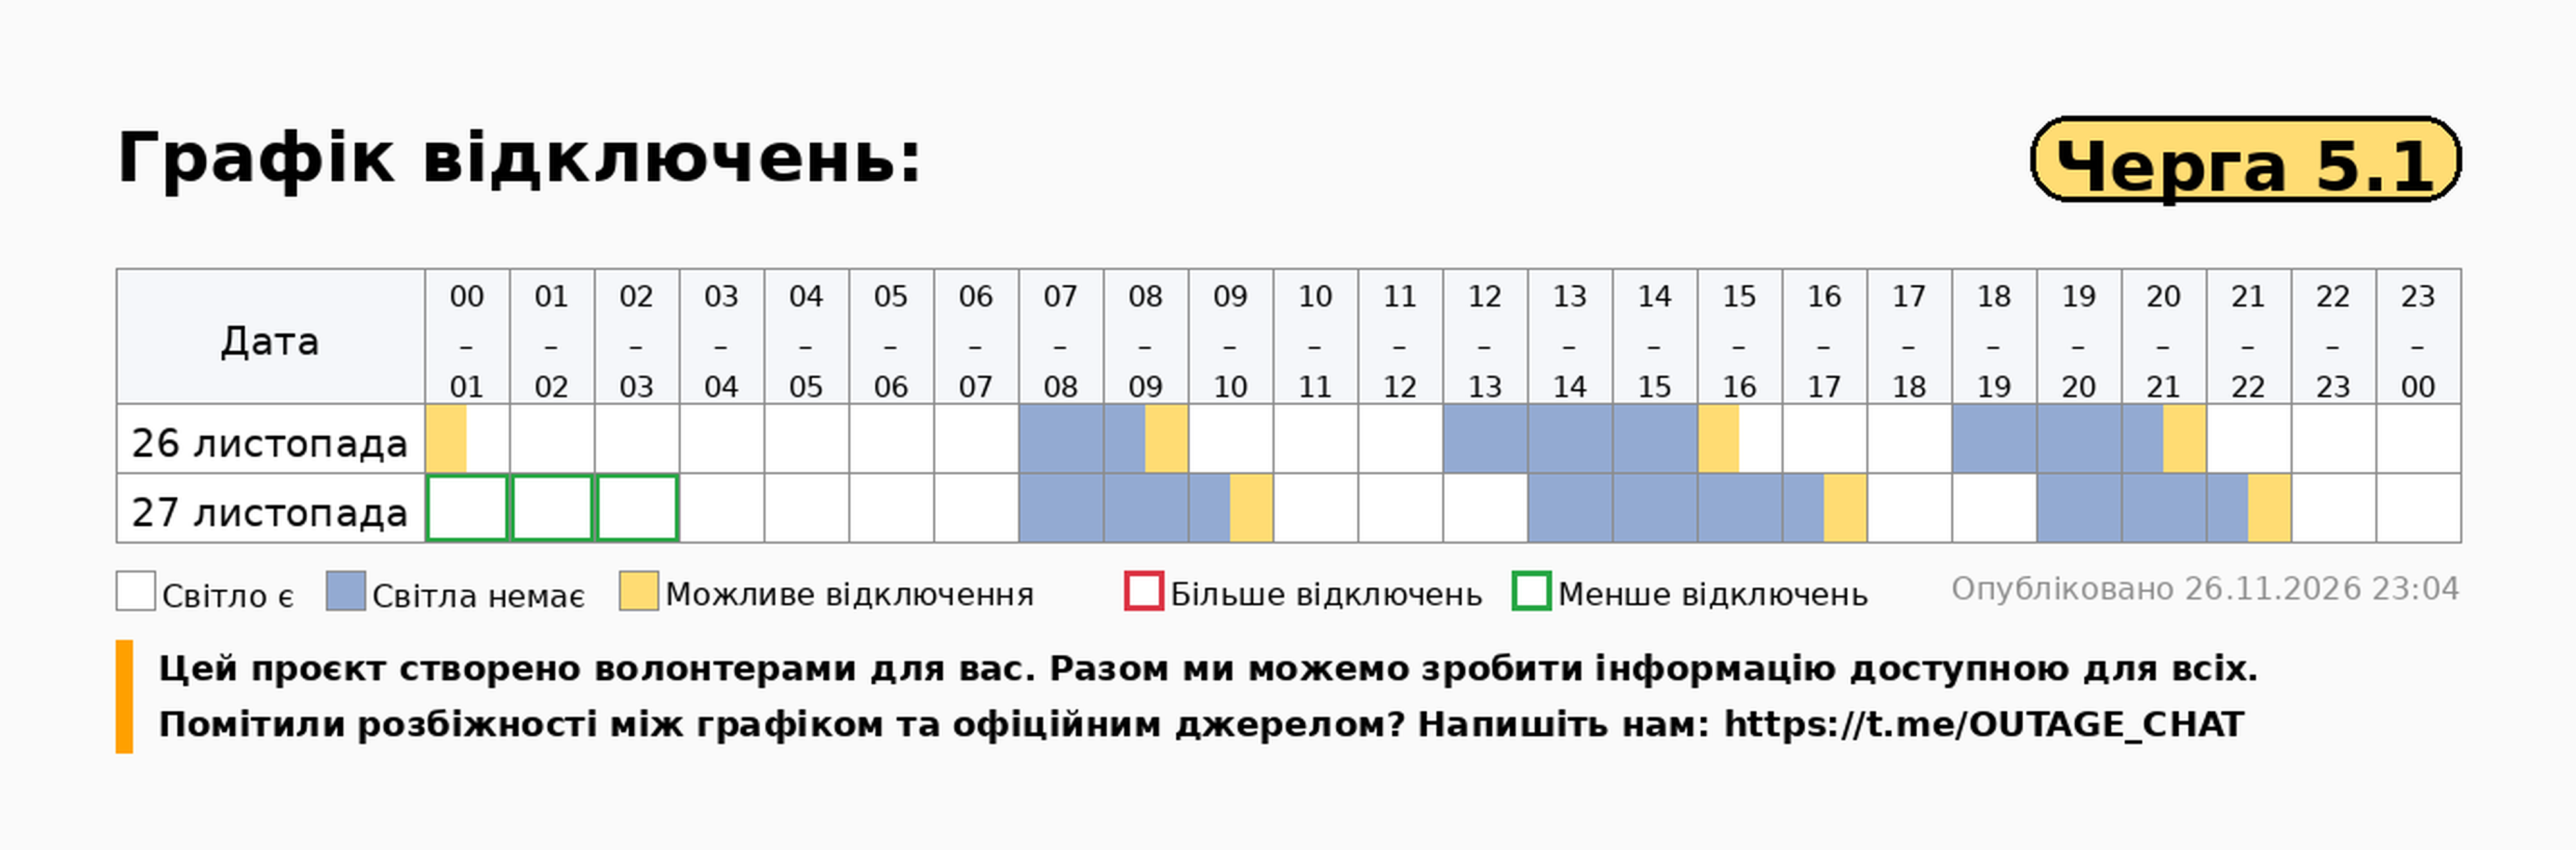 Графік відключень:
Черга 5.1
Дата
00 – 01
01 – 02
02 – 03
03 – 04
04 – 05
05 – 06
06 – 07
07 – 08
08 – 09
09 – 10
10 – 11
11 – 12
12 – 13
13 – 14
14 – 15
15 – 16
16 – 17
17 – 18
18 – 19
19 – 20
20 – 21
21 – 22
22 – 23
23 – 00
26 листопада
27 листопада
Світло є
Світла немає
Можливе відключення
Більше відключень
Менше відключень
Опубліковано 26.11.2026 23:04
Цей проєкт створено волонтерами для вас. Разом ми можемо зробити інформацію доступною для всіх.
Помітили розбіжності між графіком та офіційним джерелом? Напишіть нам: https://t.me/OUTAGE_CHAT